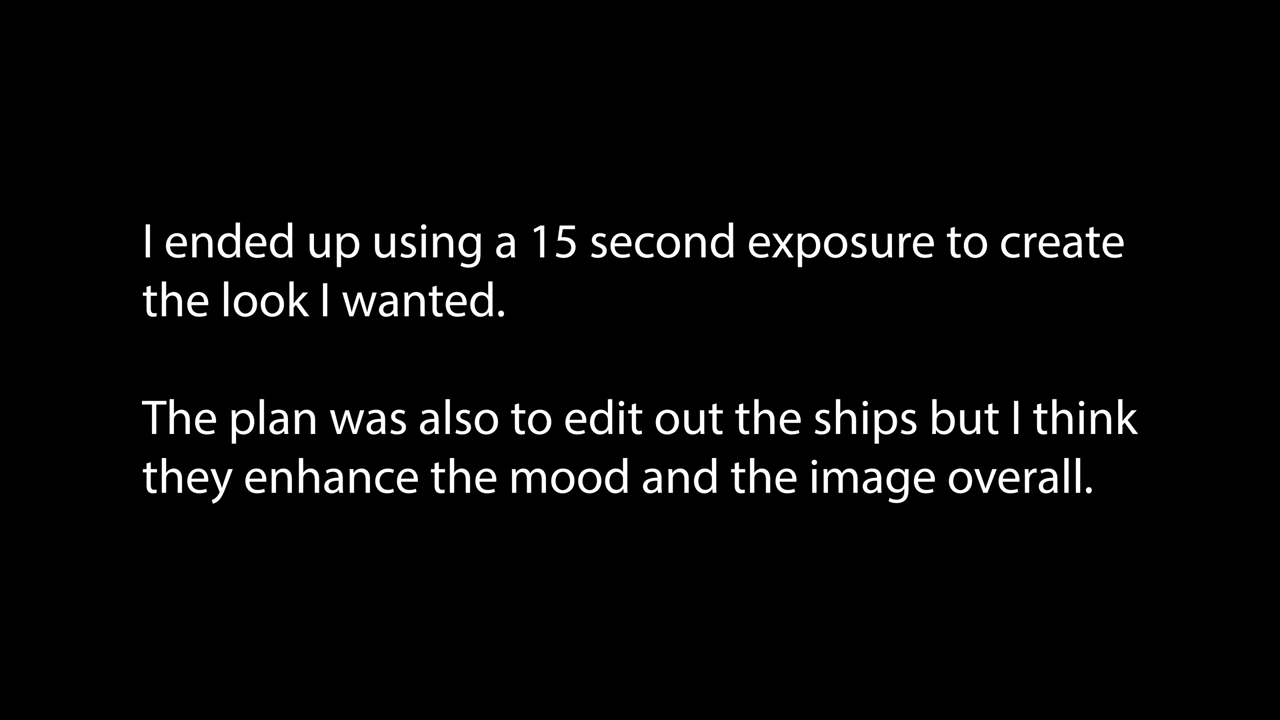 I ended up using a 15 second exposure to create
the look I wanted.
The plan was also to edit out the ships but I think
they enhance the mood and the image overall.